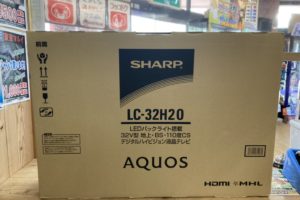 前面
SHARP
LC-32H20
LEDバックライト搭載
32V型 地上・BS・110度CS
デジタルハイビジョン液晶テレビ
AQUOS
HDMI MHL